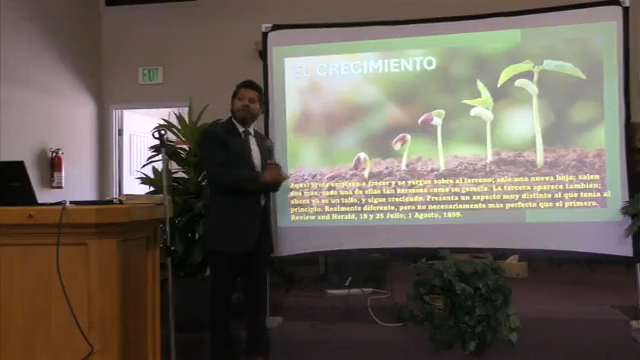 EXIT
EL CRECIMIENTO
Aquel brote empieza a crecer y se yergue sobre el terreno; sale una nueva hoja; salen
dos más, cada una de ellas tan hermosa como su gemela. La tercera aparece también;
ahora ya es un tallo, y sigue creciendo. Presenta un aspecto muy distinto al que tenía al
principio. Realmente diferente, pero no necesariamente más perfecto que el primero.
Review and Herald, 18 y 25 Julio; 1 Agosto, 1899.